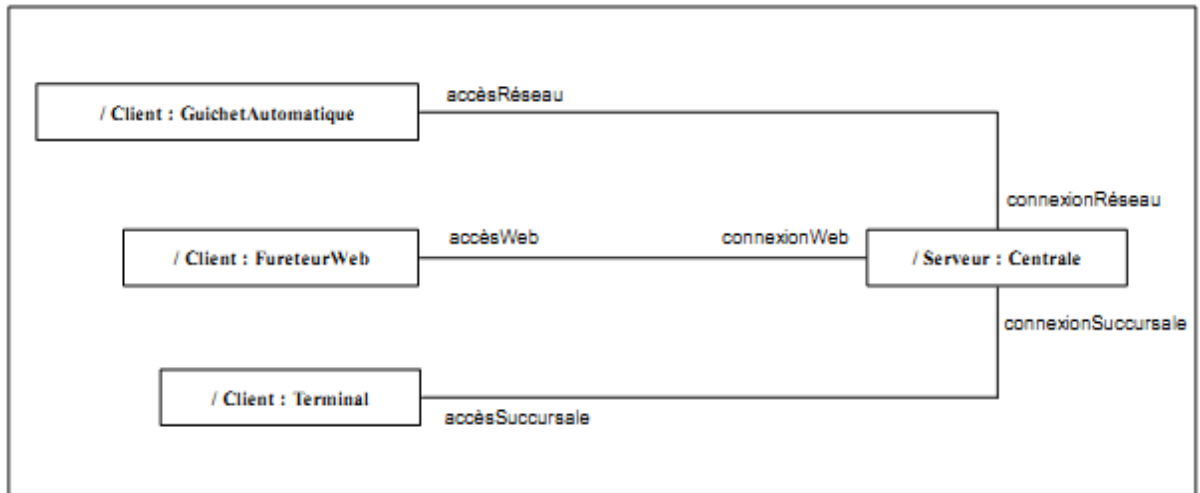 accèsRéseau
/ Client : GuichetAutomatique
connexionRéseau
accèsWeb
connexionWeb
/ Client : FureteurWeb
/ Serveur : Centrale
connexionSuccursale
/ Client : Terminal
accèsSuccursale